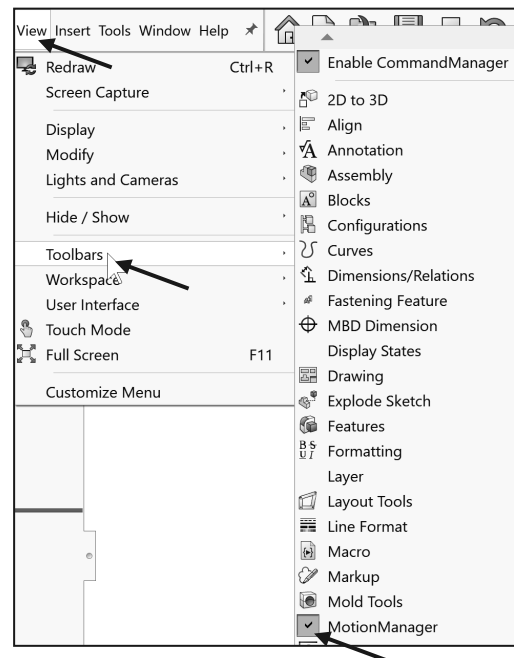 View Insert Tools Window Help
Redraw Ctrl+R
Screen Capture
Display
Modify
Lights and Cameras
Hide / Show
Toolbars
Workspace
User Interface
Touch Mode
Full Screen F11
Customize Menu
Enable CommandManager
2D to 3D
Align
Annotation
Assembly
Blocks
Configurations
Curves
Dimensions/Relations
Fastening Feature
MBD Dimension
Display States
Drawing
Explode Sketch
Features
Formatting
Layer
Layout Tools
Line Format
Macro
Markup
Mold Tools
MotionManager